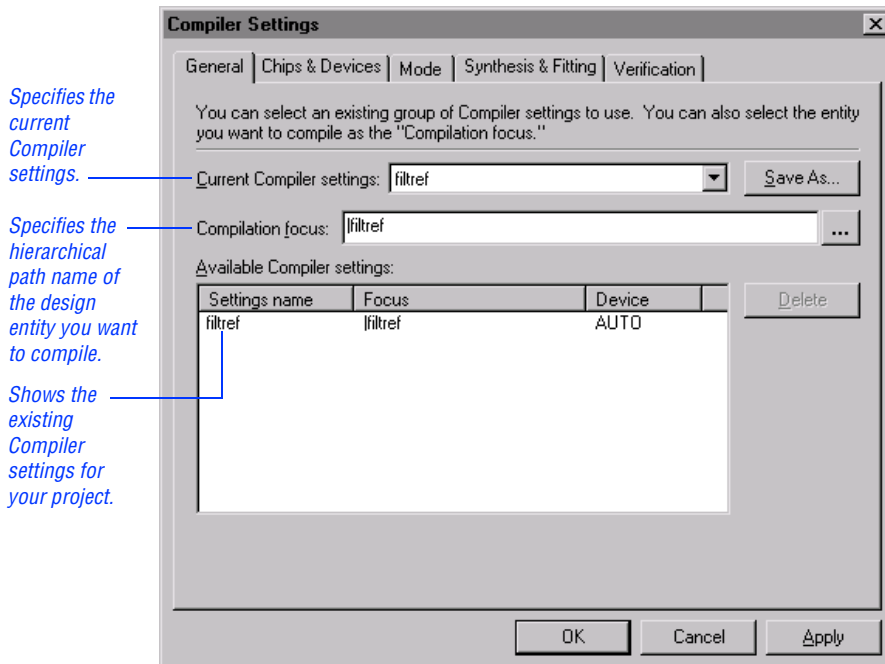 Compiler Settings
General
Chips & Devices
Mode
Synthesis & Fitting
Verification
You can select an existing group of Compiler settings to use. You can also select the entity
you want to compile as the "Compilation focus."
Specifies the
current
Compiler
settings.
Current Compiler settings:
filtref
Save As...
Specifies the
hierarchical
path name of
the design
entity you want
to compile.
Compilation focus:
|filtref
...
Available Compiler settings:
Settings name
Focus
Device
filtref
|filtref
AUTO
Delete
Shows the
existing
Compiler
settings for
your project.
OK
Cancel
Apply